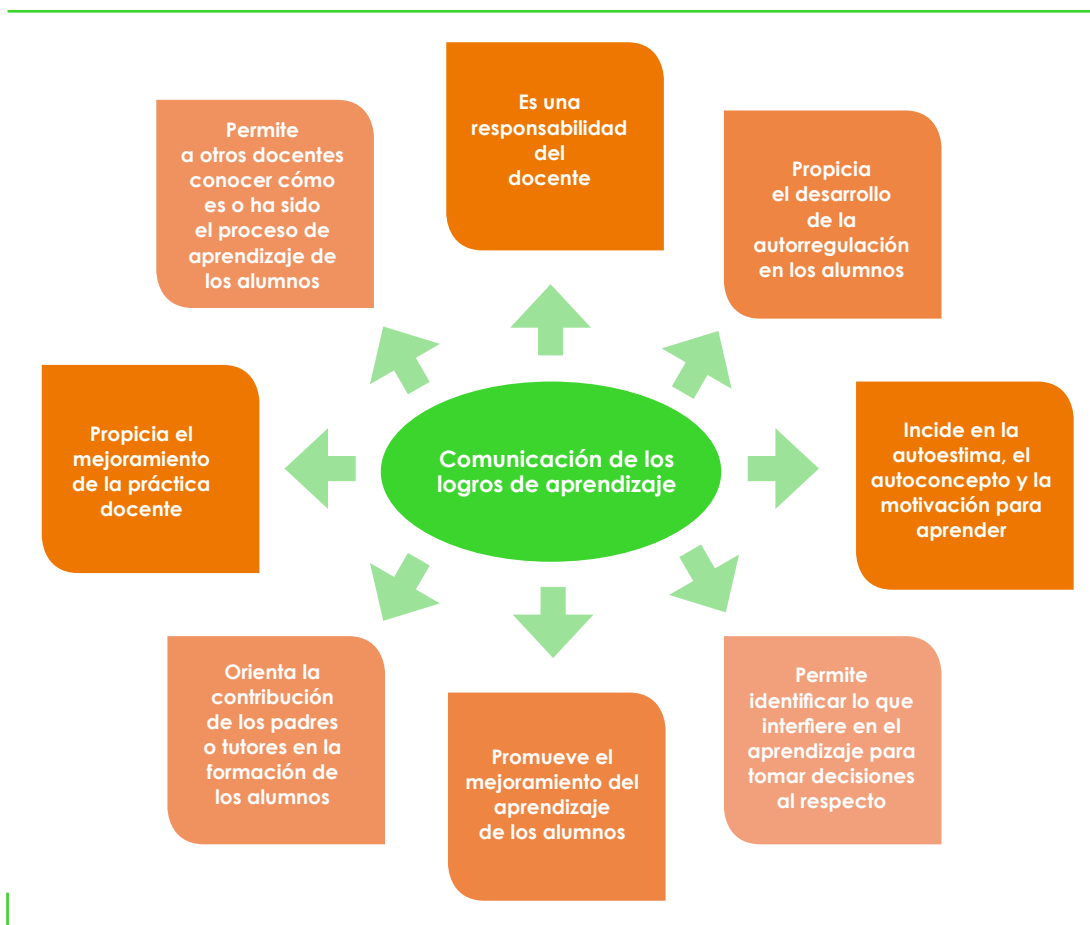 Es una
responsabilidad
del
docente
Propicia
el desarrollo
de la
autorregulación
en los alumnos
Incide en la
autoestima, el
autoconcepto y la
motivación para
aprender
Permite
identificar lo que
interfiere en el
aprendizaje para
tomar decisiones
al respecto
Promueve el
mejoramiento del
aprendizaje
de los alumnos
Orienta la
contribución
de los padres
o tutores en la
formación de
los alumnos
Propicia el
mejoramiento
de la práctica
docente
Permite
a otros docentes
conocer cómo
es o ha sido
el proceso de
aprendizaje de
los alumnos
Comunicación de los
logros de aprendizaje